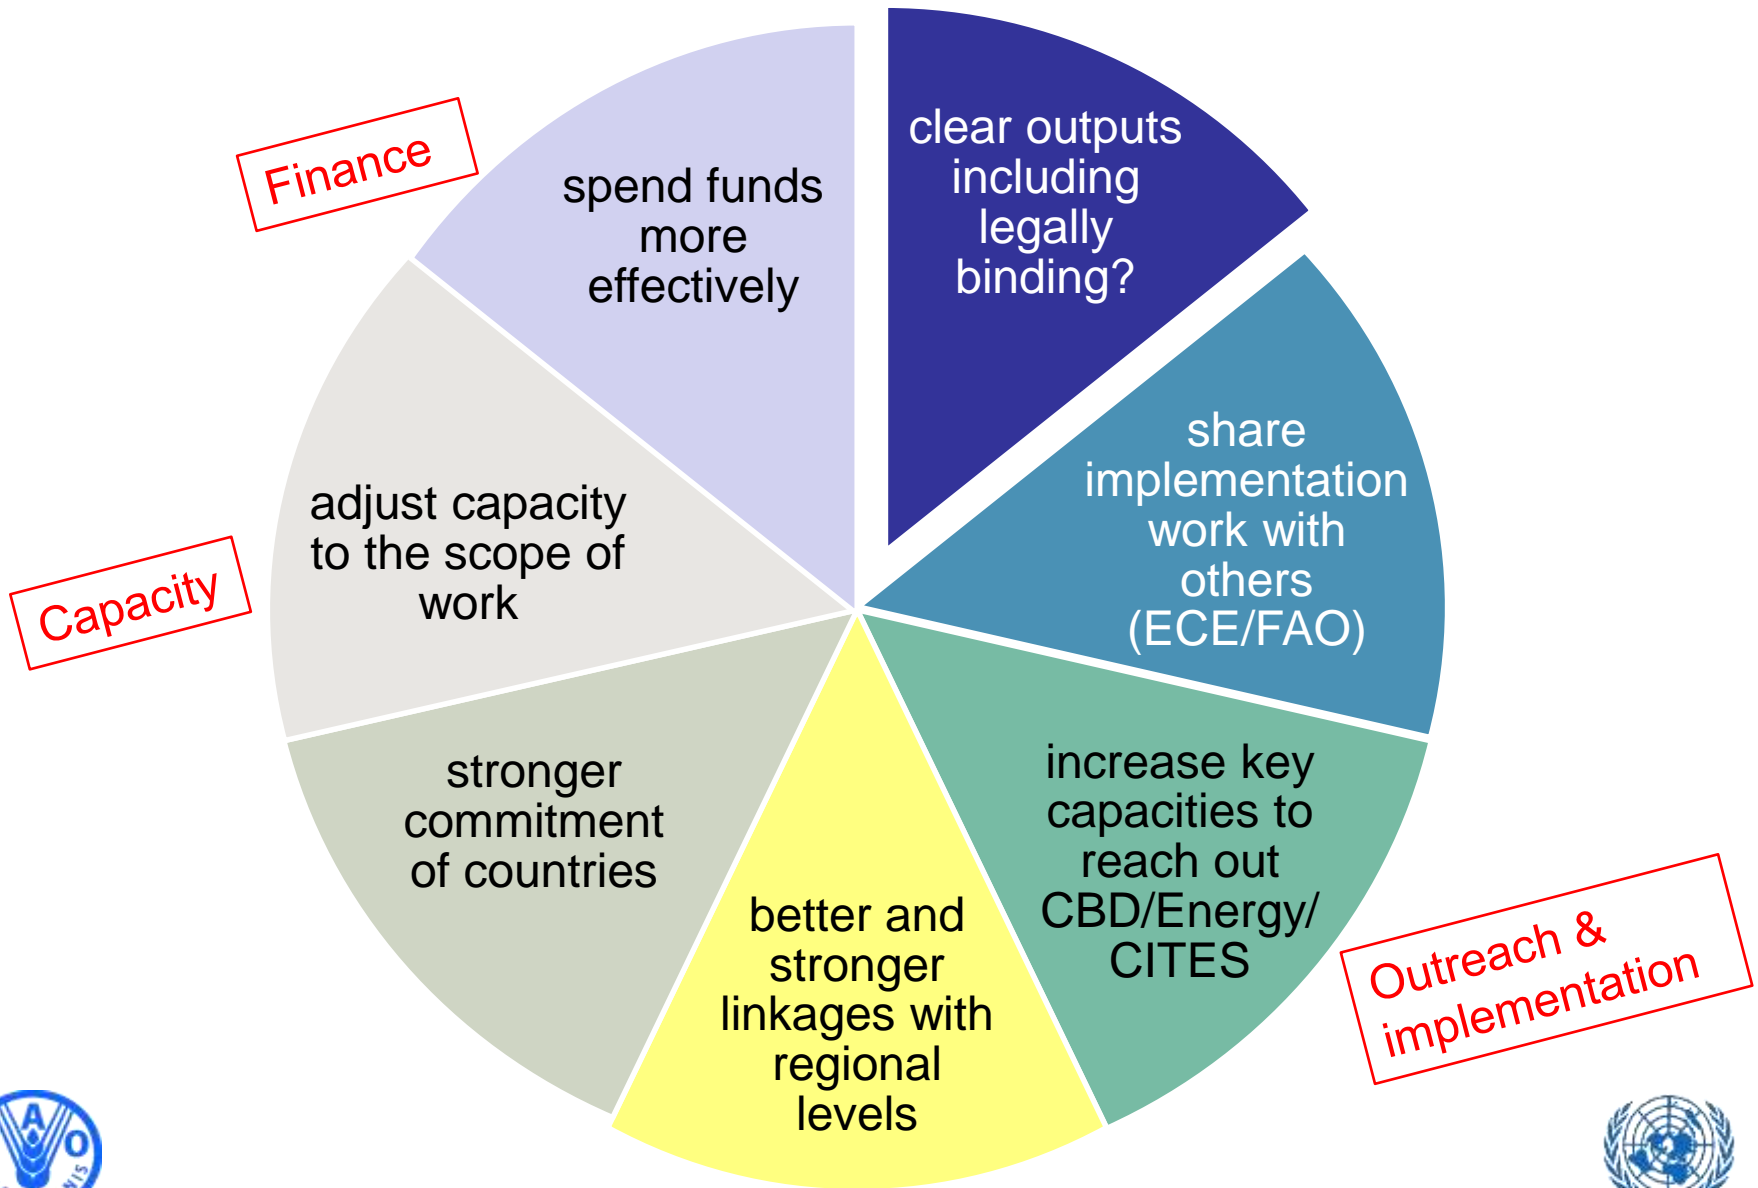 Finance
spend funds
more
effectively
clear outputs
including
legally
binding?
share
implementation
work with
others
(ECE/FAO)
increase key
capacities to
reach out
CBD/Energy/
CITES
Outreach &
implementation
better and
stronger
linkages with
regional
levels
stronger
commitment
of countries
Capacity
adjust capacity
to the scope of
work
A O
NIS